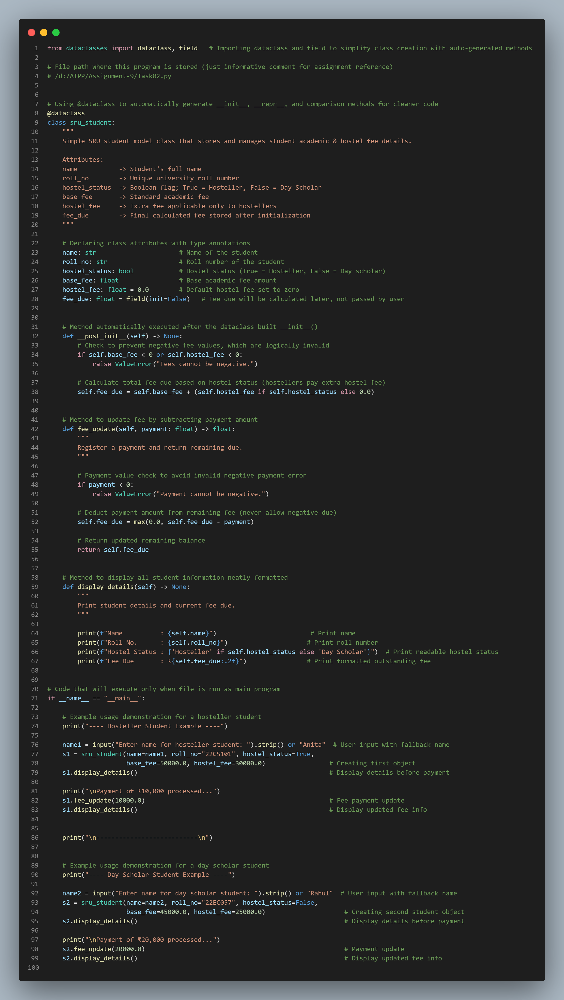 1 from dataclasses import dataclass, field   # Importing dataclass and field to simplify class creation with auto-generated methods
2
3 # File path where this program is stored (just informative comment for assignment reference)
4 # /d:/AIPP/Assignment-9/Task02.py
5
6
7 # Using @dataclass to automatically generate __init__, __repr__, and comparison methods for cleaner code
8 @dataclass
9 class sru_student:
10     """
11     Simple SRU student model class that stores and manages student academic & hostel fee details.
12
13     Attributes:
14     name           -> Student's full name
15     roll_no        -> Unique university roll number
16     hostel_status  -> Boolean flag; True = Hosteller, False = Day Scholar
17     base_fee       -> Standard academic fee
18     hostel_fee     -> Extra fee applicable only to hostellers
19     fee_due        -> Final calculated fee stored after initialization
20     """
21
22     # Declaring class attributes with type annotations
23     name: str                      # Name of the student
24     roll_no: str                   # Roll number of the student
25     hostel_status: bool            # Hostel status (True = Hosteller, False = Day scholar)
26     base_fee: float                # Base academic fee amount
27     hostel_fee: float = 0.0        # Default hostel fee set to zero
28     fee_due: float = field(init=False)   # Fee due will be calculated later, not passed by user
29
30
31     # Method automatically executed after the dataclass built __init__()
32     def __post_init__(self) -> None:
33         # Check to prevent negative fee values, which are logically invalid
34         if self.base_fee < 0 or self.hostel_fee < 0:
35             raise ValueError("Fees cannot be negative.")
36
37         # Calculate total fee due based on hostel status (hostellers pay extra hostel fee)
38         self.fee_due = self.base_fee + (self.hostel_fee if self.hostel_status else 0.0)
39
40
41     # Method to update fee by subtracting payment amount
42     def fee_update(self, payment: float) -> float:
43         """
44         Register a payment and return remaining due.
45         """
46
47         # Payment value check to avoid invalid negative payment error
48         if payment < 0:
49             raise ValueError("Payment cannot be negative.")
50
51         # Deduct payment amount from remaining fee (never allow negative due)
52         self.fee_due = max(0.0, self.fee_due - payment)
53
54         # Return updated remaining balance
55         return self.fee_due
56
57
58     # Method to display all student information neatly formatted
59     def display_details(self) -> None:
60         """
61         Print student details and current fee due.
62         """
63
64         print(f"Name          : {self.name}")                         # Print name
65         print(f"Roll No.      : {self.roll_no}")                     # Print roll number
66         print(f"Hostel Status : {'Hosteller' if self.hostel_status else 'Day Scholar'}")  # Print readable hostel status
67         print(f"Fee Due       : ₹{self.fee_due:.2f}")                # Print formatted outstanding fee
68
69
70 # Code that will execute only when file is run as main program
71 if __name__ == "__main__":
72
73     # Example usage demonstration for a hosteller student
74     print("---- Hosteller Student Example ----")
75
76     name1 = input("Enter name for hosteller student: ").strip() or "Anita"  # User input with fallback name
77     s1 = sru_student(name=name1, roll_no="22CS101", hostel_status=True,
78                      base_fee=50000.0, hostel_fee=30000.0)                 # Creating first object
79     s1.display_details()                                                   # Display details before payment
80
81     print("\nPayment of ₹10,000 processed...")
82     s1.fee_update(10000.0)                                                 # Fee payment update
83     s1.display_details()                                                   # Display updated fee info
84
85
86     print("\n---------------------------\n")
87
88
89     # Example usage demonstration for a day scholar student
90     print("---- Day Scholar Student Example ----")
91
92     name2 = input("Enter name for day scholar student: ").strip() or "Rahul"  # User input with fallback name
93     s2 = sru_student(name=name2, roll_no="22EC057", hostel_status=False,
94                      base_fee=45000.0, hostel_fee=25000.0)                     # Creating second student object
95     s2.display_details()                                                       # Display details before payment
96
97     print("\nPayment of ₹20,000 processed...")
98     s2.fee_update(20000.0)                                                     # Payment update
99     s2.display_details()                                                       # Display updated fee info
100